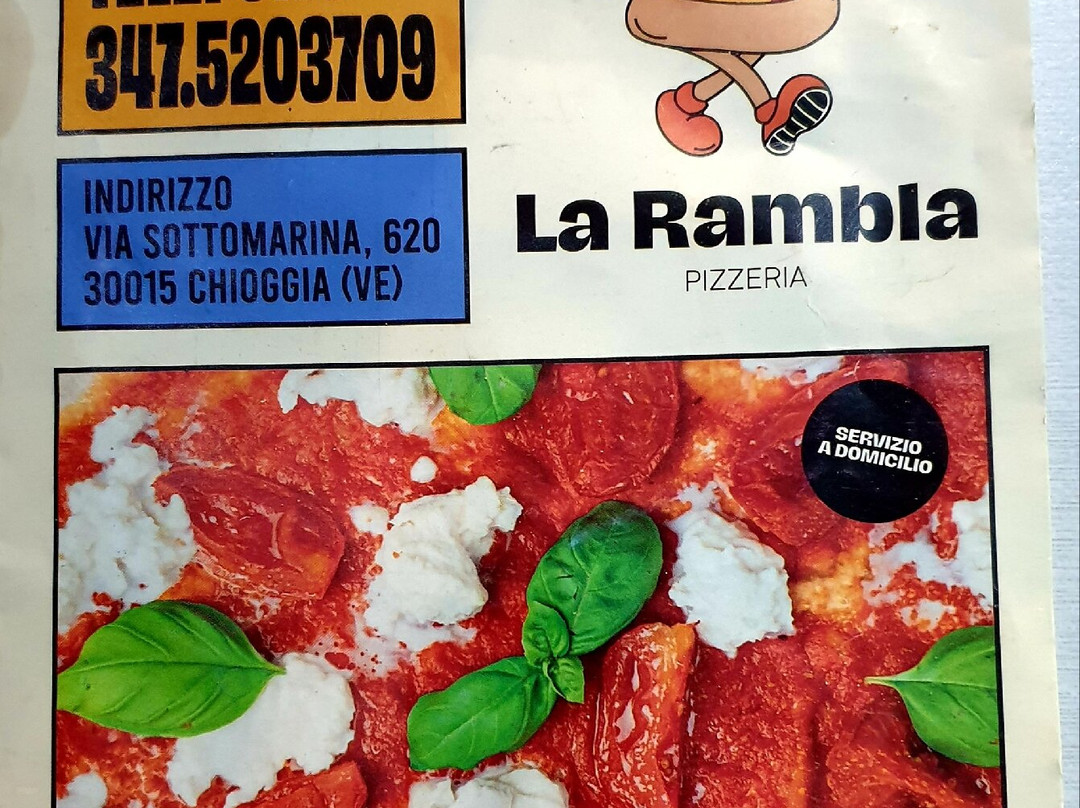 347.5203709
INDIRIZZO
VIA SOTTOMARINA, 620
30015 CHIOGGIA (VE)
La Rambla
PIZZERIA
SERVIZIO
A DOMICILIO